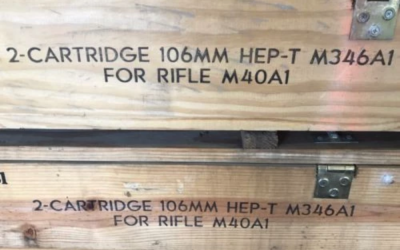 2-CARTRIDGE 106MM HEP-T M346A1
FOR RIFLE M40A1
2-CARTRIDGE 106MM HEP-T M346A1
FOR RIFLE M40A1